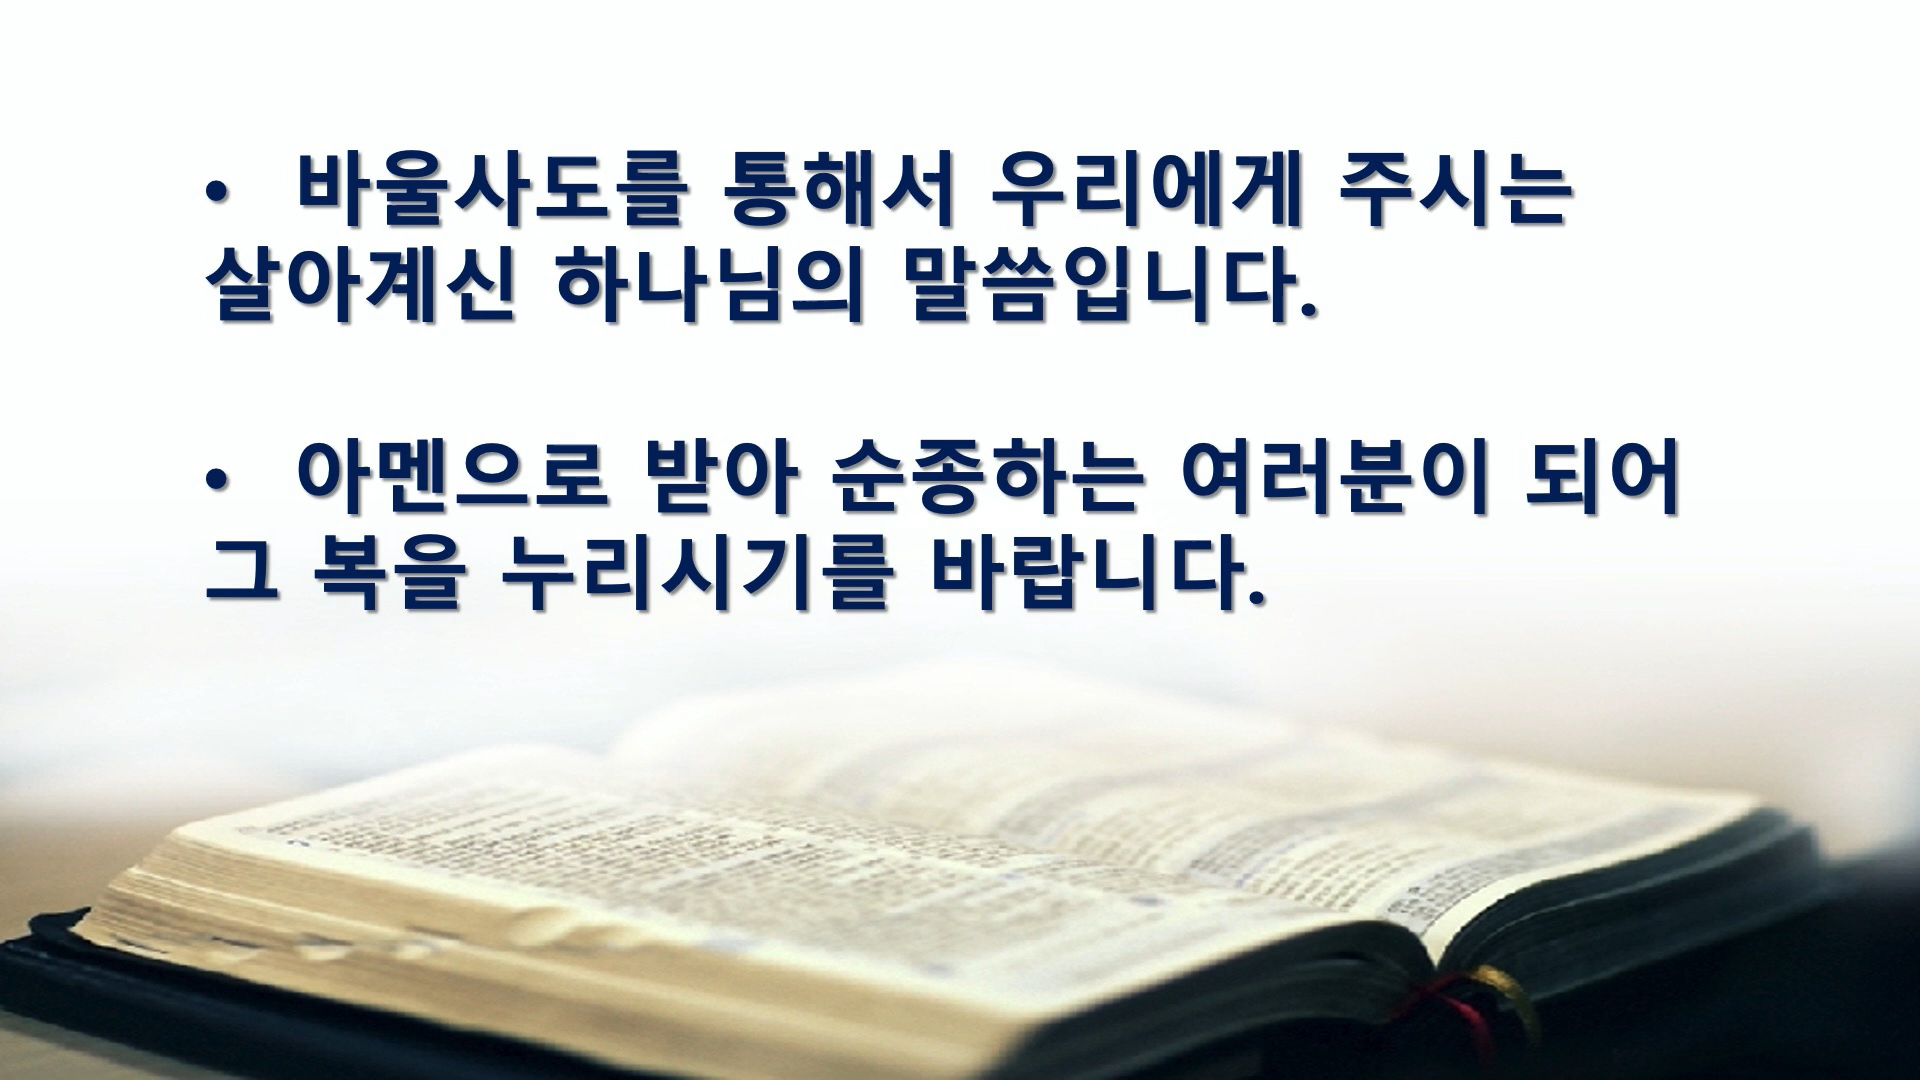 • 바울사도를 통해서 우리에게 주시는
살아계신 하나님의 말씀입니다.
• 아멘으로 받아 순종하는 여러분이 되어
그 복을 누리시기를 바랍니다.